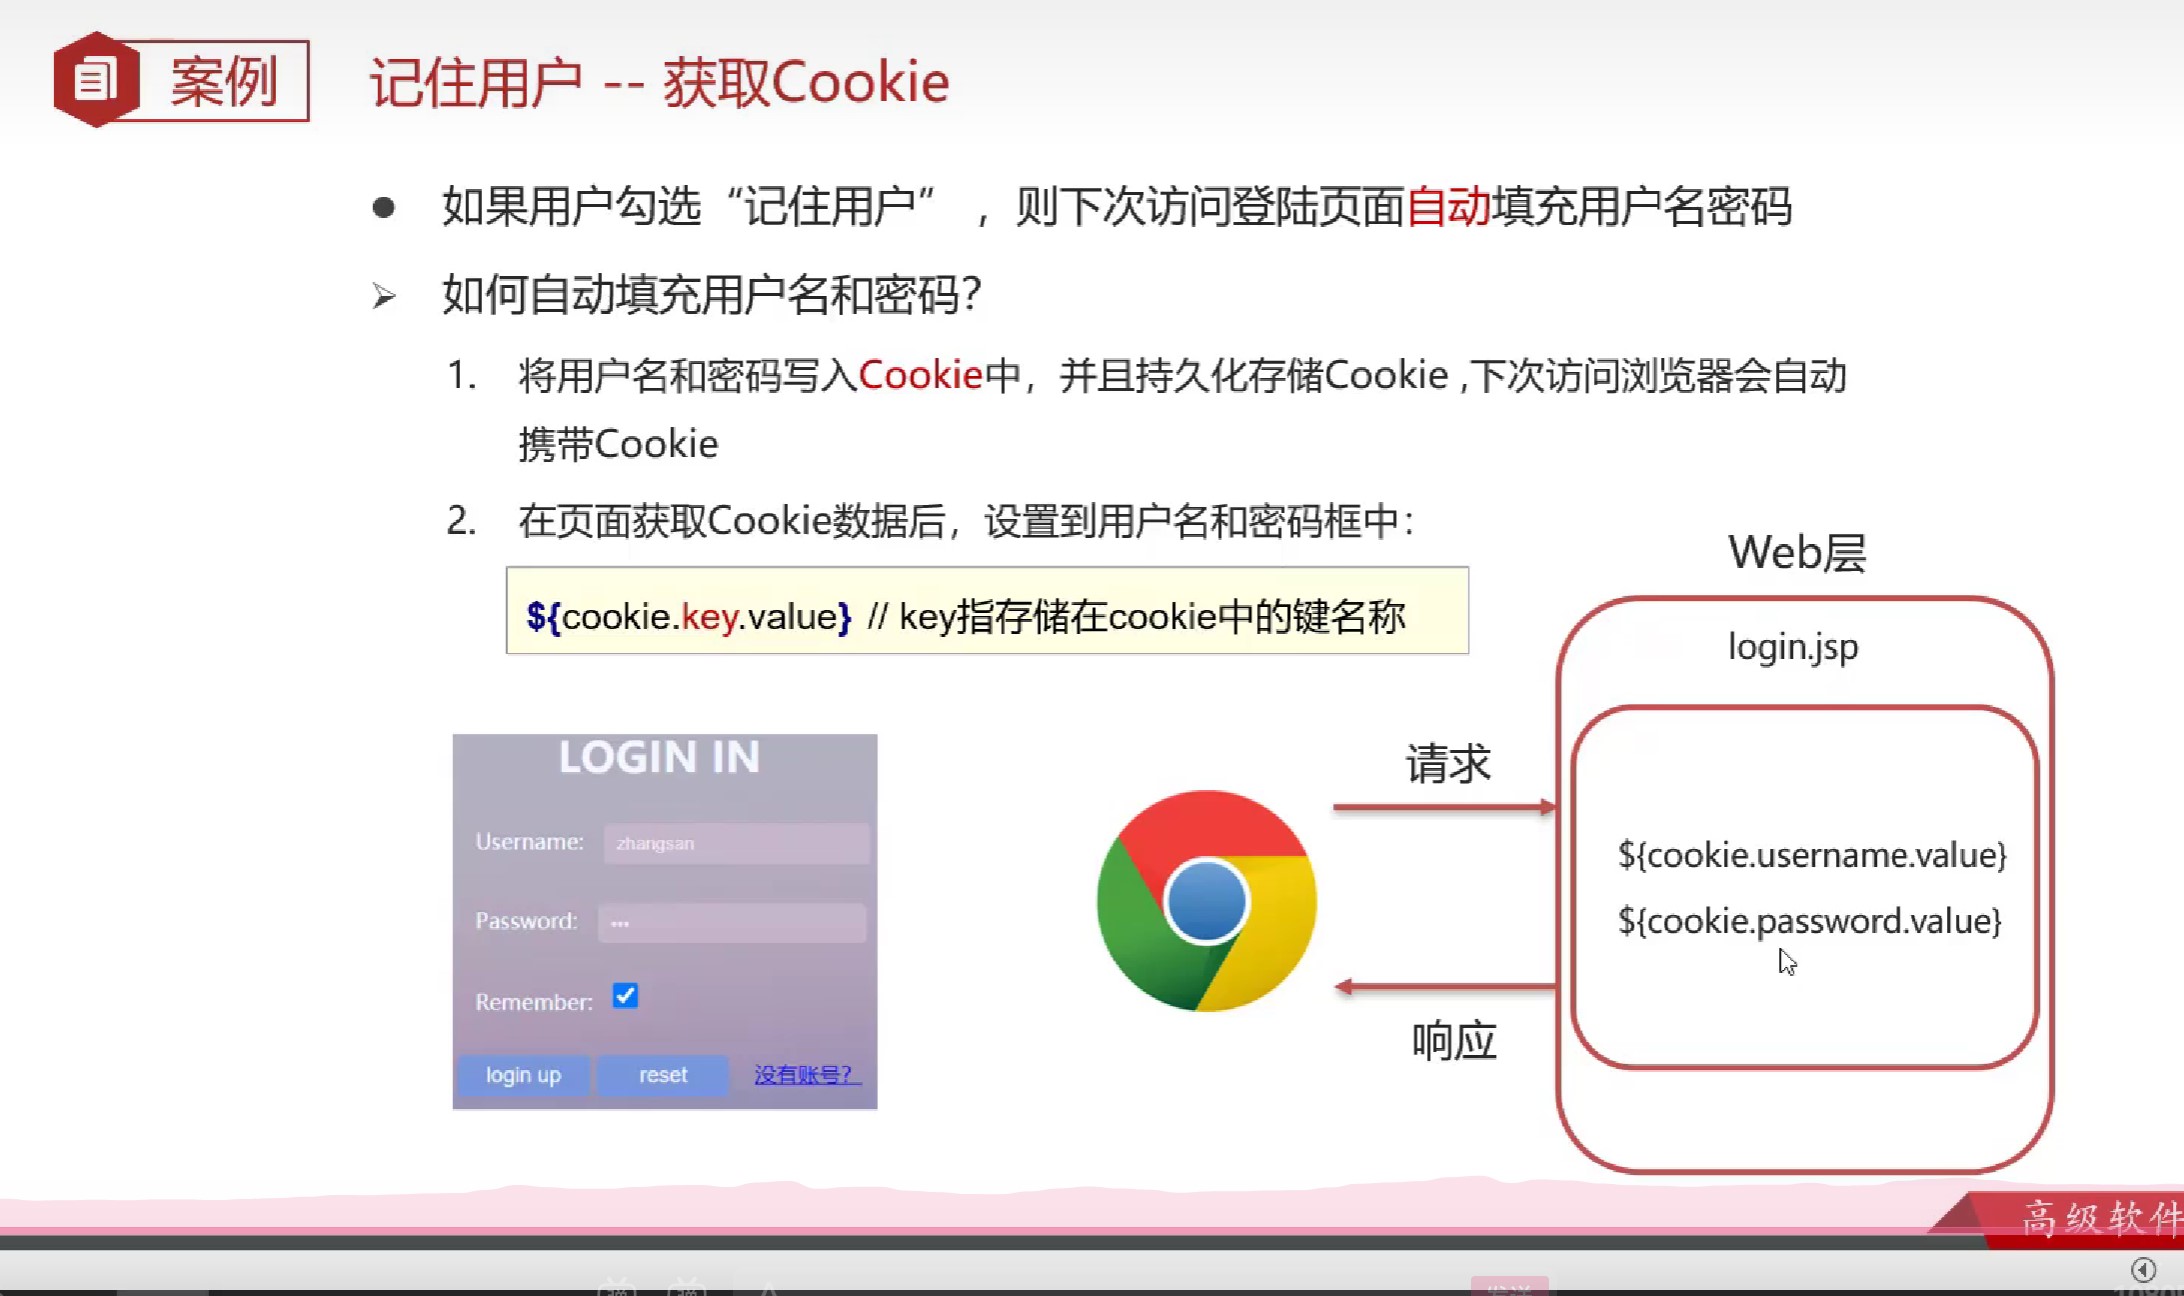 案例
记住用户 -- 获取Cookie
● 如果用户勾选“记住用户” ，则下次访问登陆页面自动填充用户名密码
➢ 如何自动填充用户名和密码？
1. 将用户名和密码写入Cookie中，并且持久化存储Cookie ,下次访问浏览器会自动
携带Cookie
2. 在页面获取Cookie数据后，设置到用户名和密码框中：
${cookie.key.value} // key指存储在cookie中的键名称
Web层
login.jsp
${cookie.username.value}
${cookie.password.value}
请求
响应
LOGIN IN
Username: zhangsan
Password: •••
Remember:
login up reset 没有账号？
高级软件